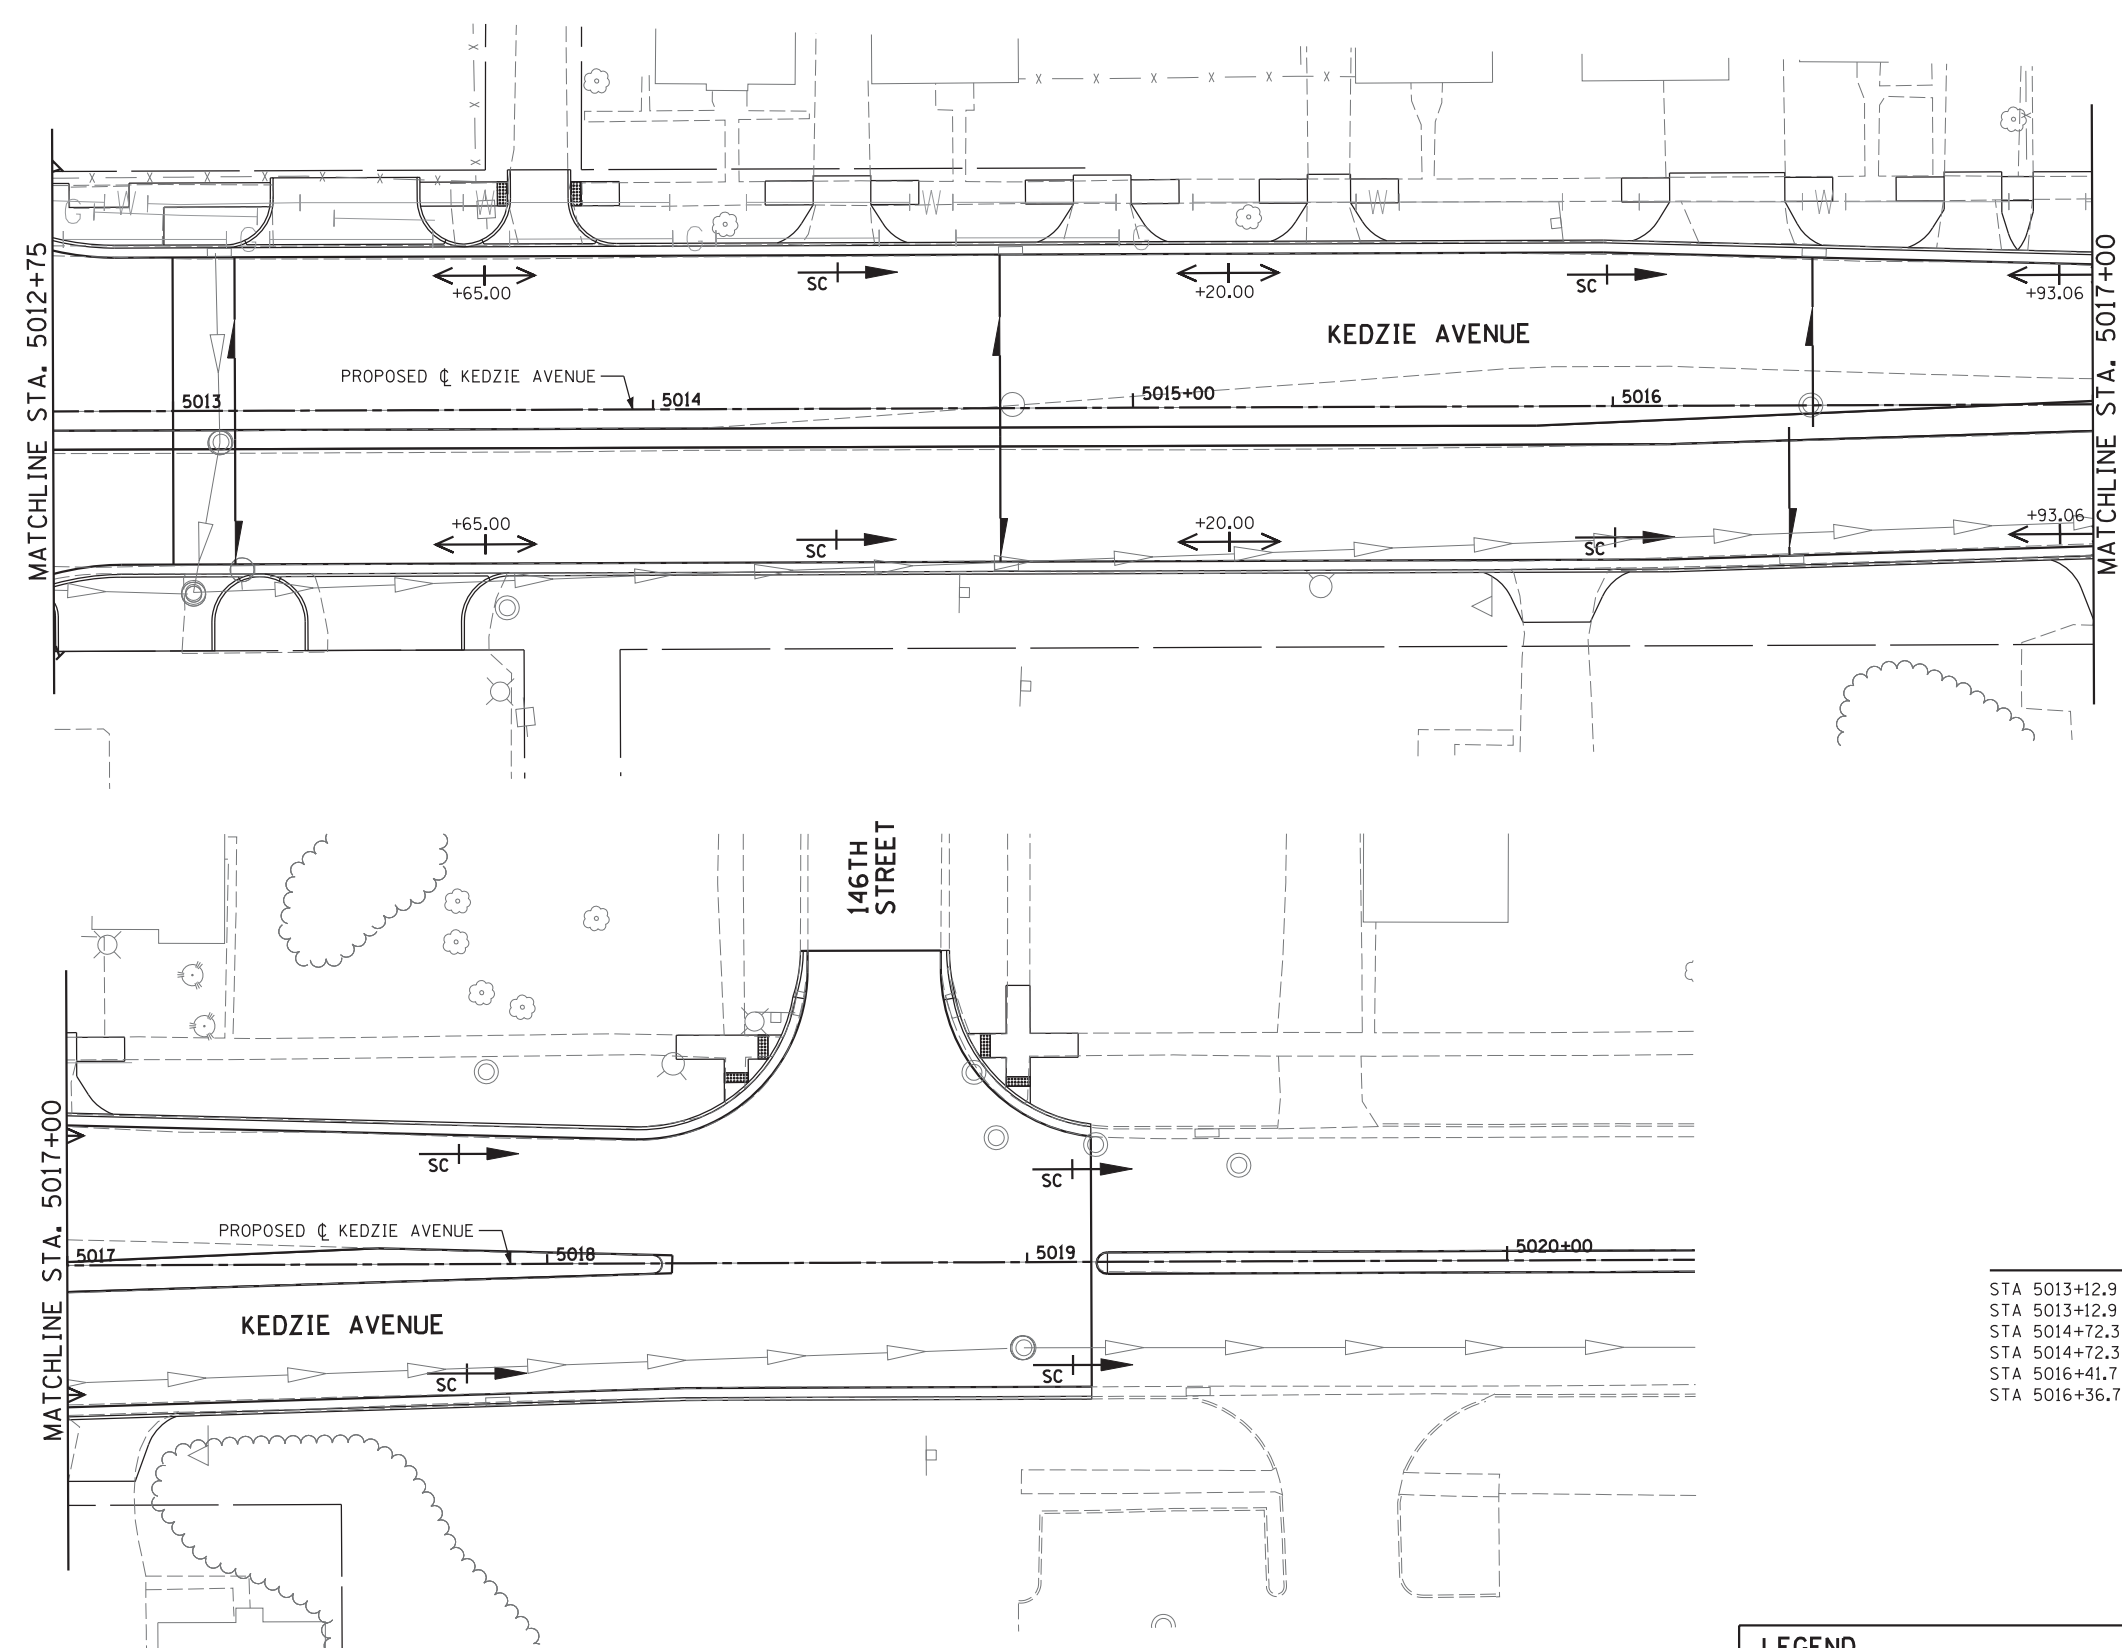 MATCHLINE STA. 5012+75
G
W
G
W
G
W
G
W
W
+65.00
SC
+20.00
SC
+93.06
KEDZIE AVENUE
PROPOSED ℄ KEDZIE AVENUE
5013
5014
5015+00
5016
+65.00
SC
+20.00
SC
+93.06
MATCHLINE STA. 5017+00
146TH
STREET
MATCHLINE STA. 5017+00
SC
SC
PROPOSED ℄ KEDZIE AVENUE
5017
5018
5019
5020+00
KEDZIE AVENUE
SC
SC
STA 5013+12.9
STA 5013+12.9
STA 5014+72.3
STA 5014+72.3
STA 5016+41.7
STA 5016+36.7
LEGEND